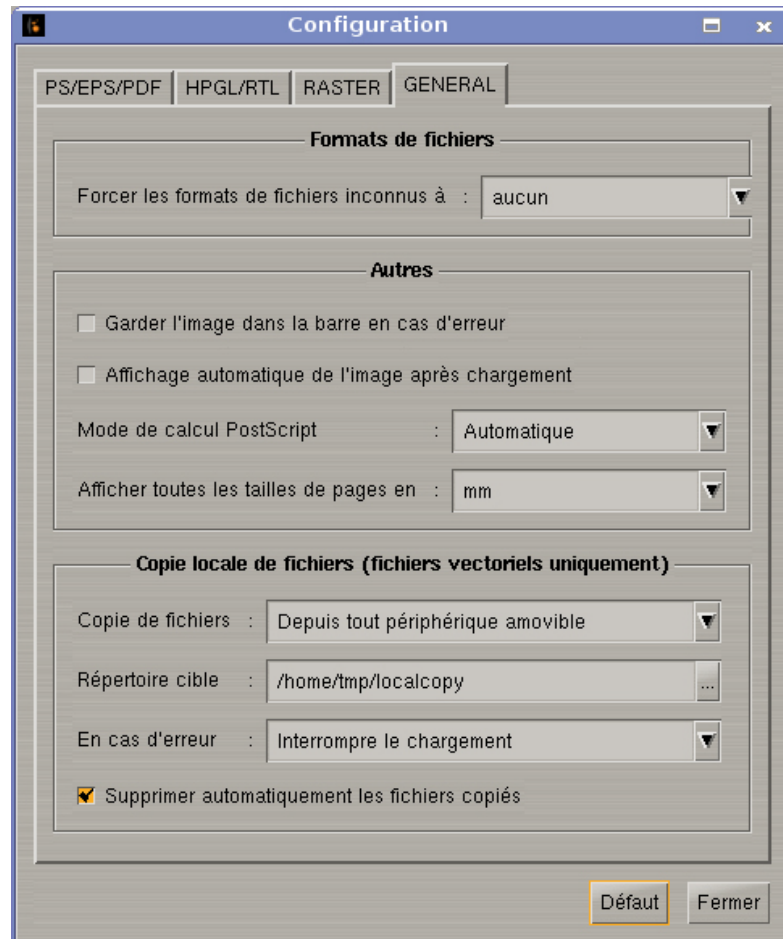 Configuration
PS/EPS/PDF HPGL/RTL RASTER GENERAL
Formats de fichiers
Forcer les formats de fichiers inconnus à : aucun
Autres
Garder l'image dans la barre en cas d'erreur
Affichage automatique de l'image après chargement
Mode de calcul PostScript : Automatique
Afficher toutes les tailles de pages en : mm
Copie locale de fichiers (fichiers vectoriels uniquement)
Copie de fichiers : Depuis tout périphérique amovible
Répertoire cible : /home/tmp/localcopy ...
En cas d'erreur : Interrompre le chargement
Supprimer automatiquement les fichiers copiés
Défaut Fermer